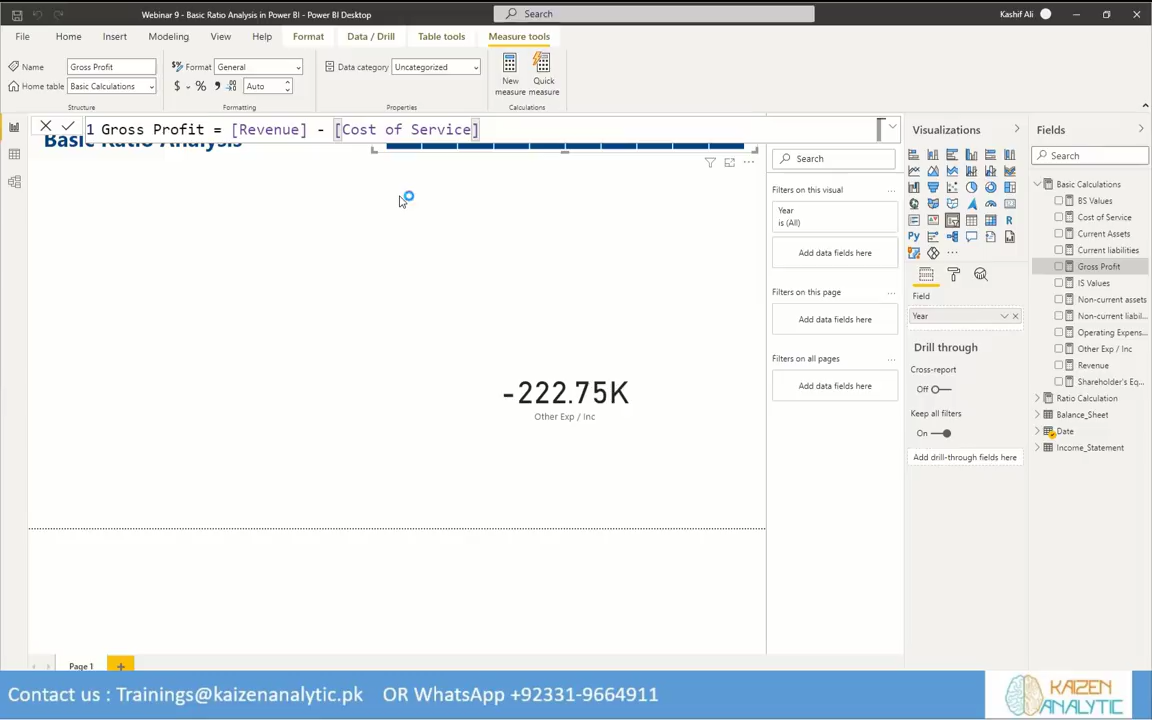 Webinar 9 - Basic Ratio Analysis in Power BI - Power BI Desktop
Search
Kashif Ali
File
Home
Insert
Modeling
View
Help
Format
Data / Drill
Table tools
Measure tools
Name
Gross Profit
Format
General
Data category
Uncategorized
New
measure
Quick
measure
Home table
Basic Calculations
$
%
Auto
Structure
Formatting
Properties
Calculations
1 Gross Profit = [Revenue] - [Cost of Service]
Basic Ratio Analysis
-222.75K
Other Exp / Inc
Search
Filters on this visual
Year
is (All)
Add data fields here
Filters on this page
Add data fields here
Filters on all pages
Add data fields here
Visualizations
Field
Year
Drill through
Cross-report
Off
Keep all filters
On
Add drill-through fields here
Fields
Search
Basic Calculations
BS Values
Cost of Service
Current Assets
Current liabilities
Gross Profit
IS Values
Non-current assets
Non-current liabil...
Operating Expens...
Other Exp / Inc
Revenue
Shareholder's Eq...
Ratio Calculation
Balance_Sheet
Date
Income_Statement
Page 1
Contact us : Trainings@kaizenanalytic.pk OR WhatsApp +92331-9664911
KAIZEN
ANALYTIC